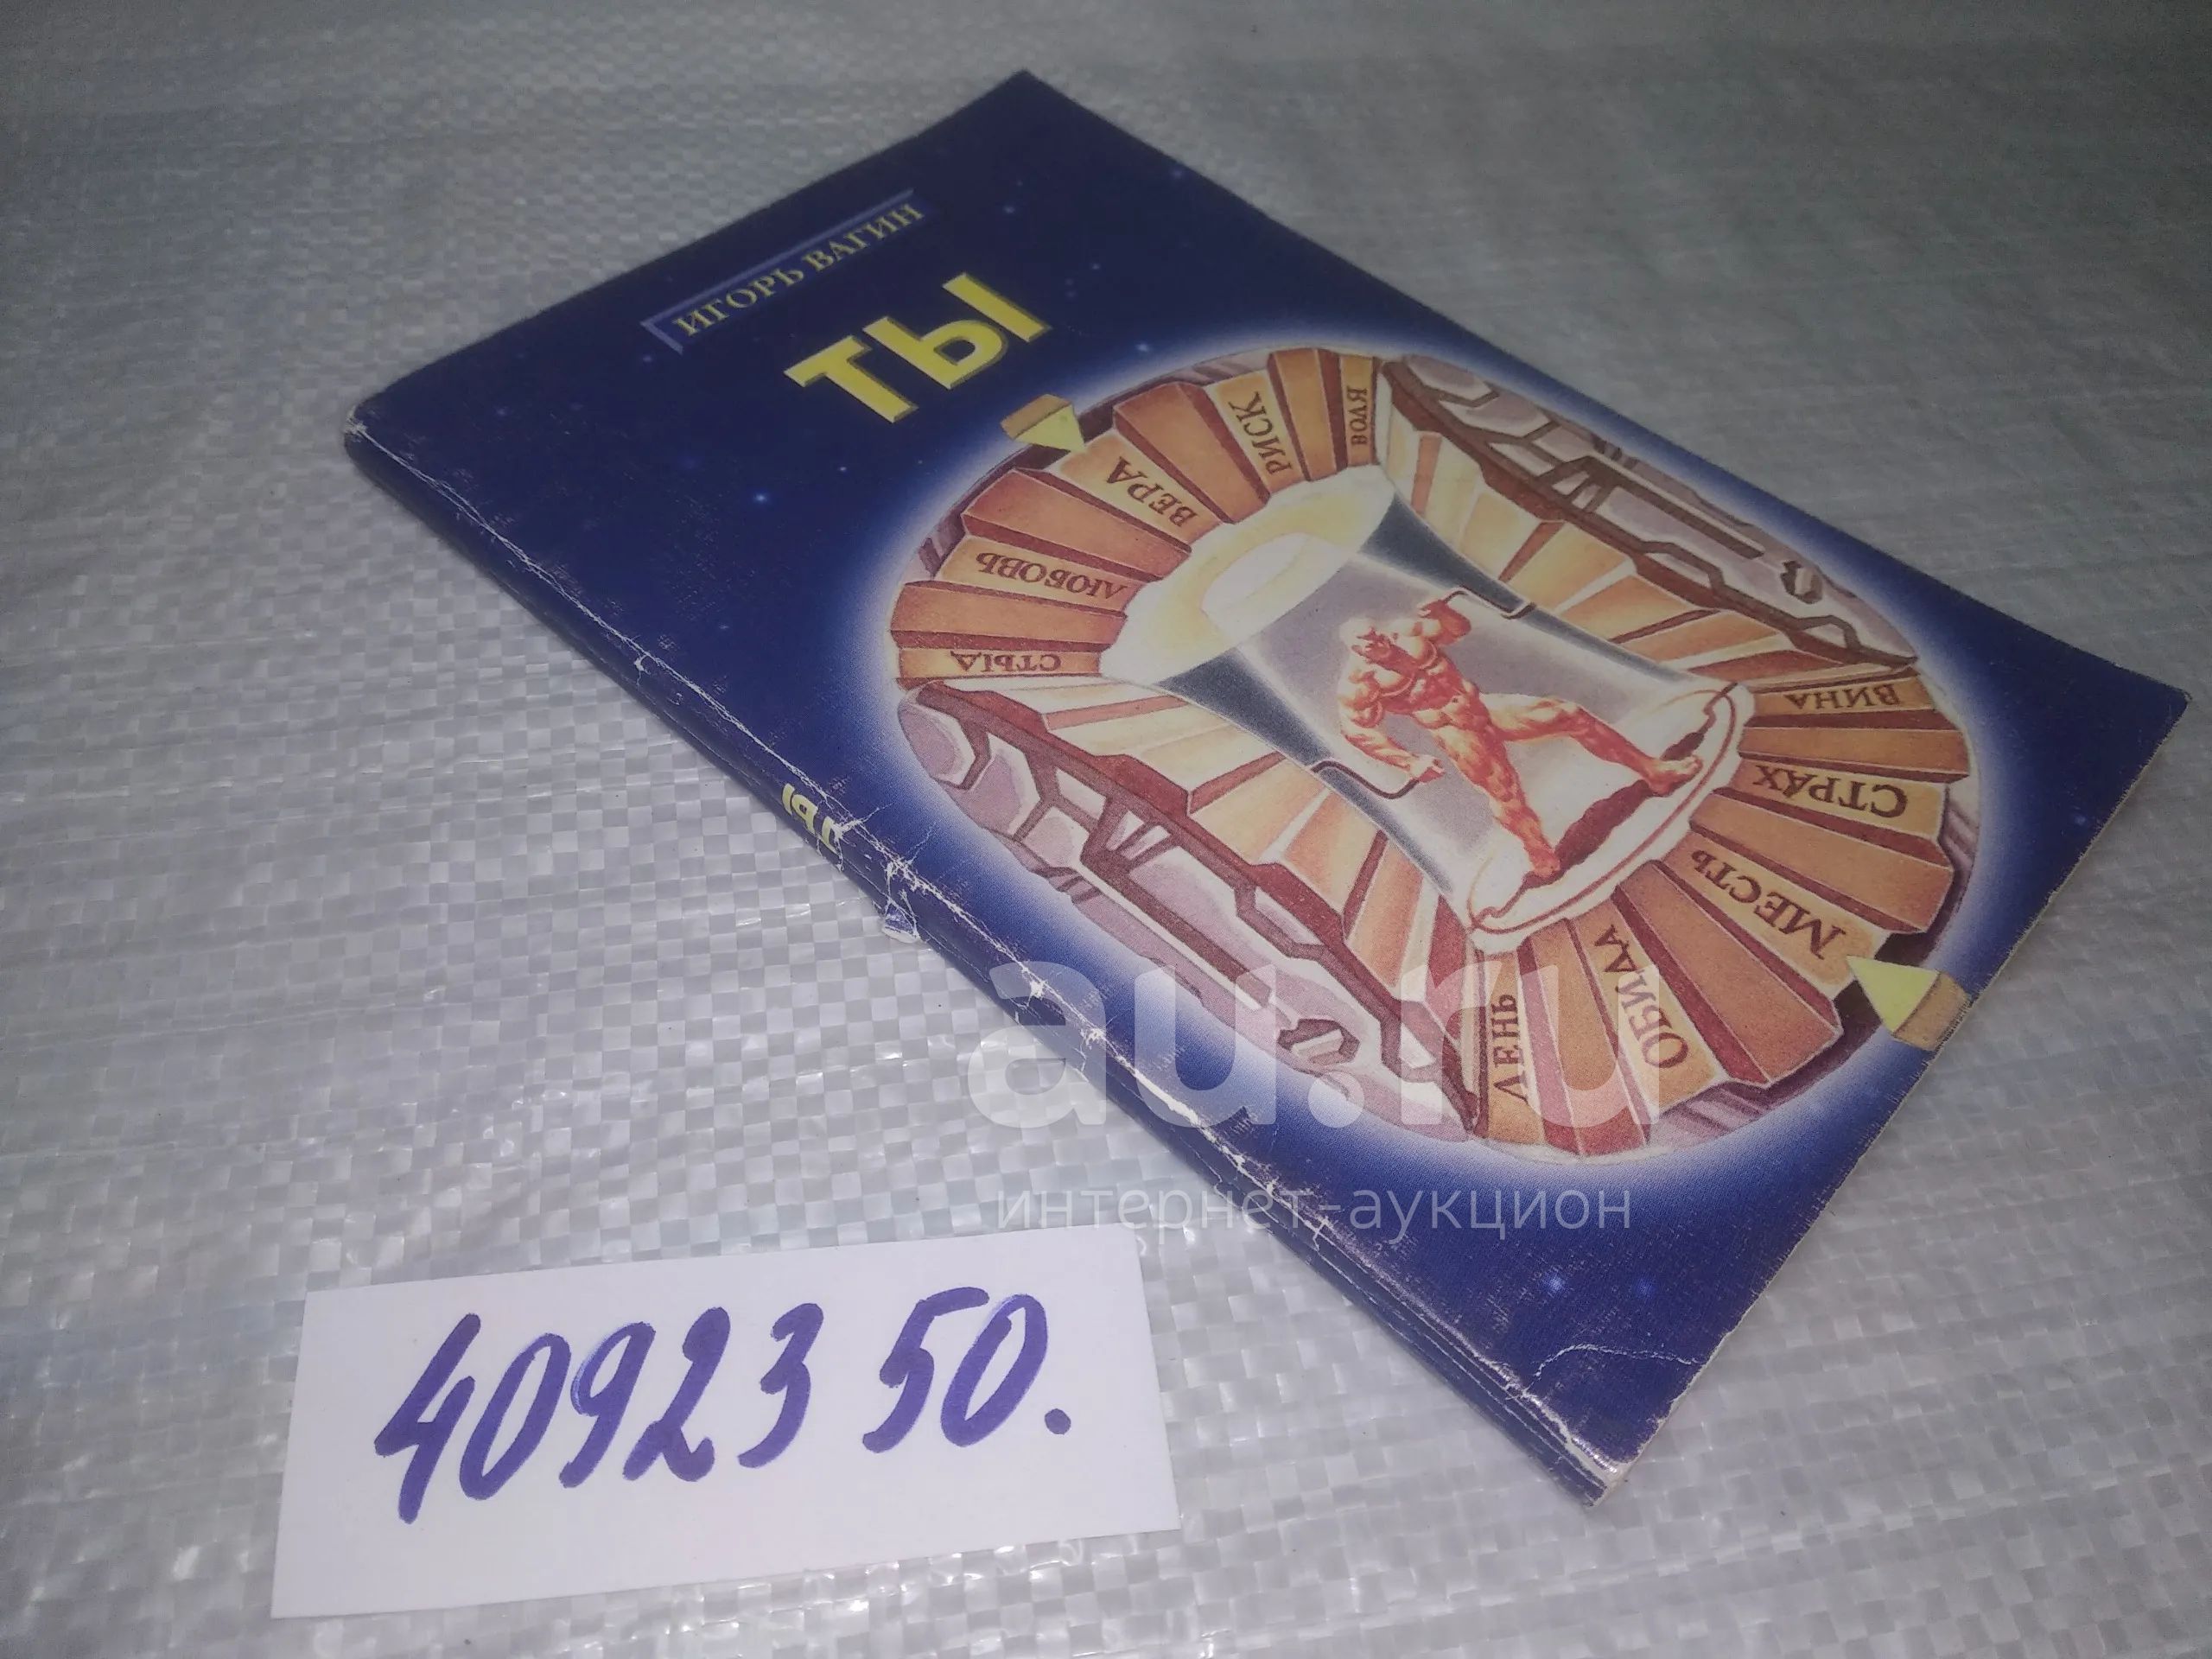 ИГОРЬ ВАГИН
ТЫ
ВОЛЯ
РИСК
ВЕРА
ЛЮБОВЬ
СТЫД
ВИНА
СТРАХ
МЕСТЬ
ОБИДА
ЛЕНЬ
ТЫ
au.ru
интернет-аукцион
40923 50.